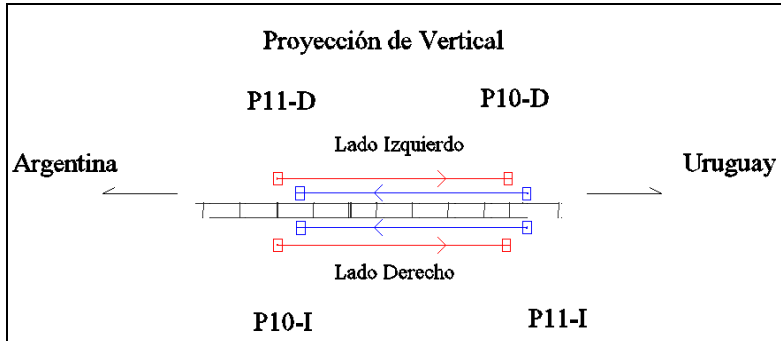 Proyección de Vertical
P11-D
P10-D
Lado Izquierdo
Argentina
Uruguay
Lado Derecho
P10-I
P11-I